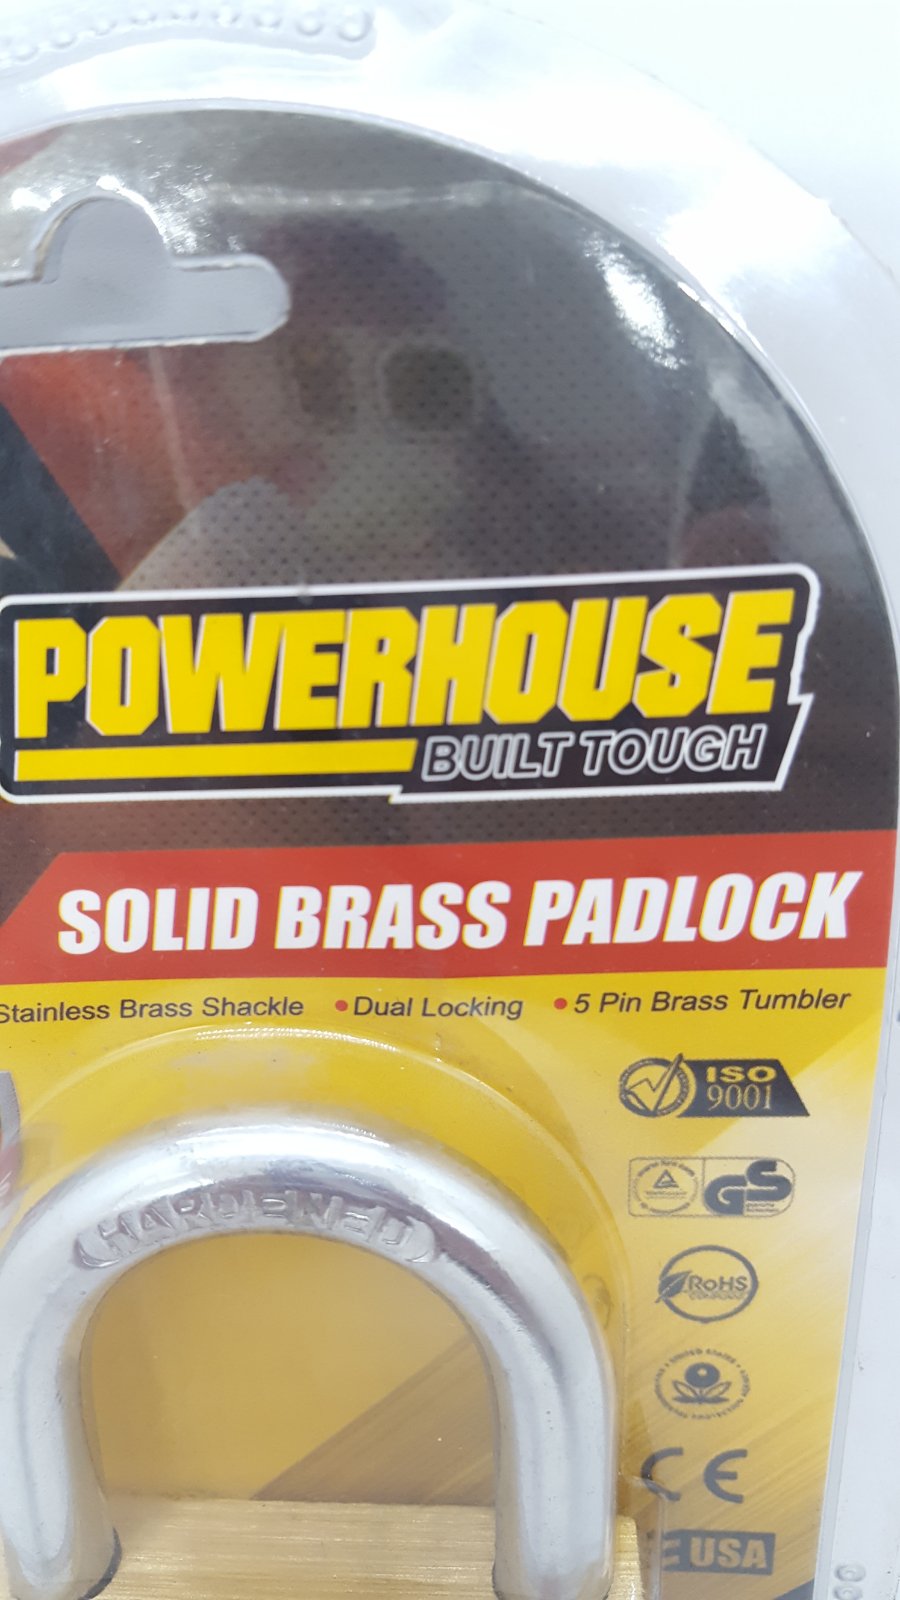 POWERHOUSE
BUILT TOUGH
SOLID BRASS PADLOCK
Stainless Brass Shackle • Dual Locking • 5 Pin Brass Tumbler
ISO
9001
GS
HARDENED
RoHS
CE
USA